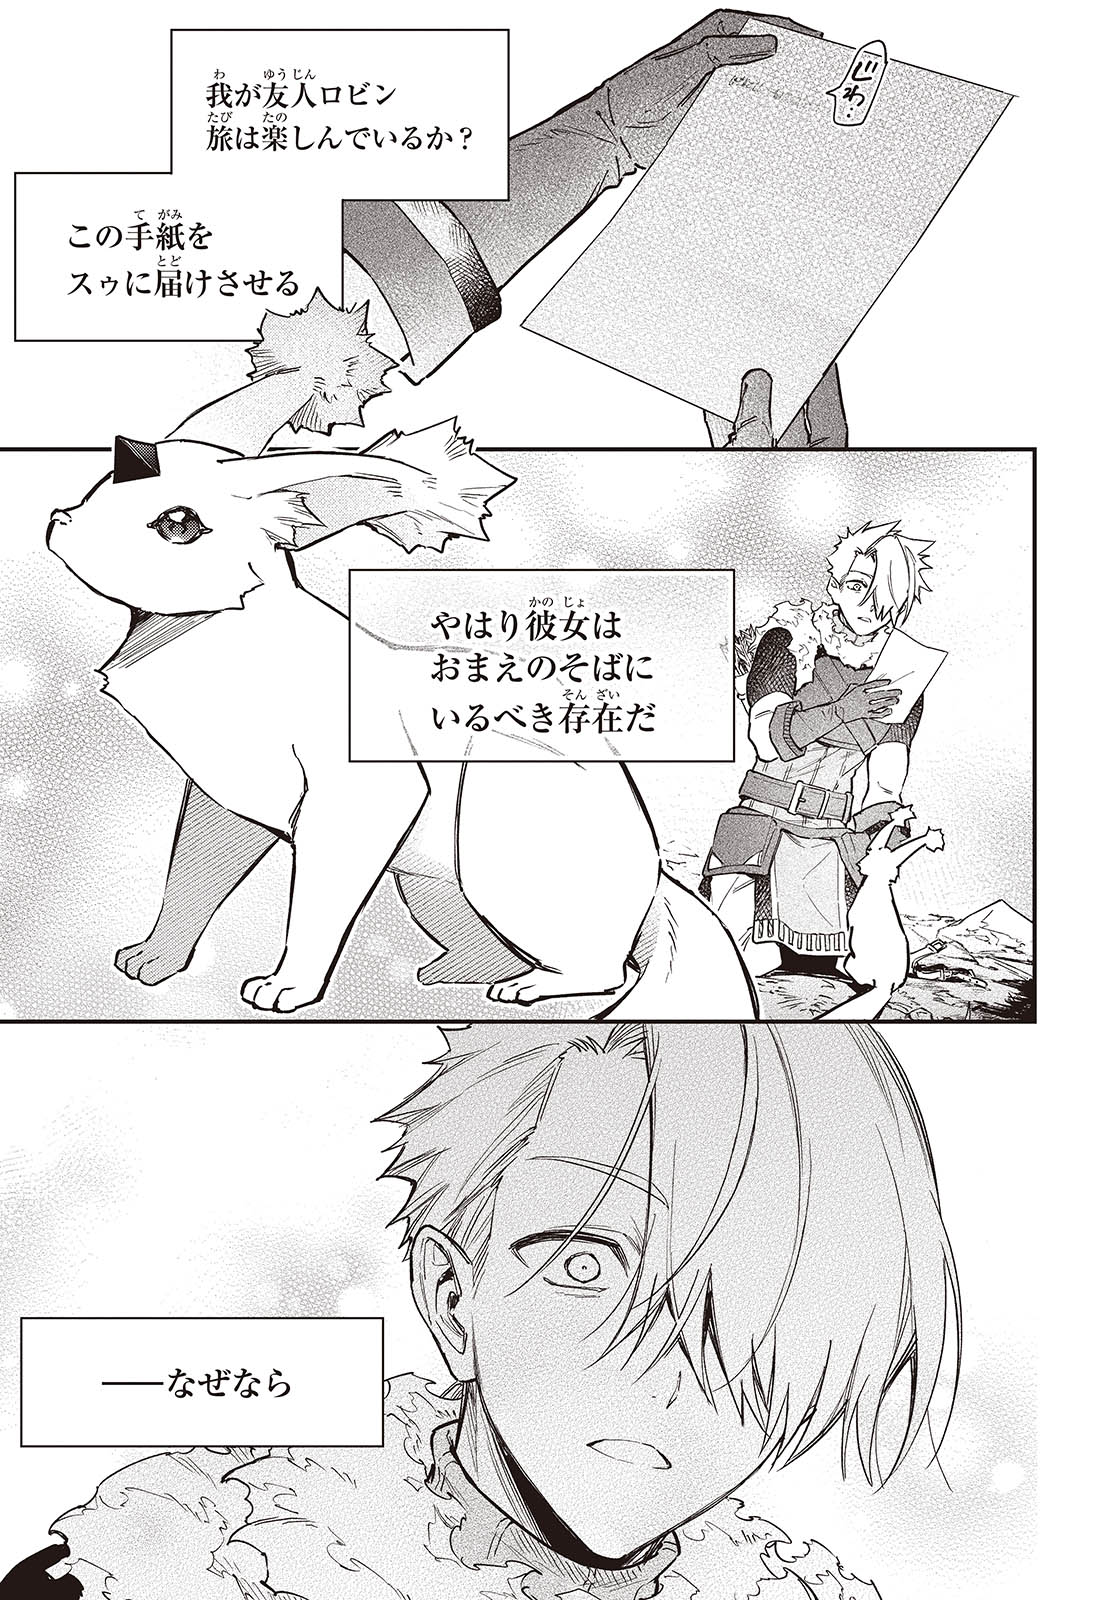 じわ…
我が友人ロビン
旅は楽しんでいるか？
この手紙を
スゥに届けさせる
やはり彼女は
おまえのそばに
いるべき存在だ
――なぜなら